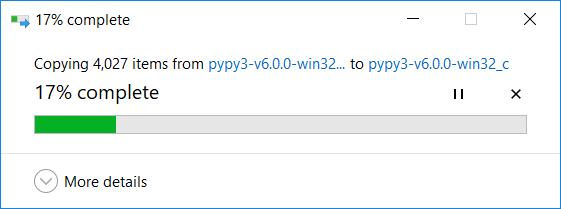 17% complete
Copying 4,027 items from pypy3-v6.0.0-win32... to pypy3-v6.0.0-win32_c
17% complete
More details